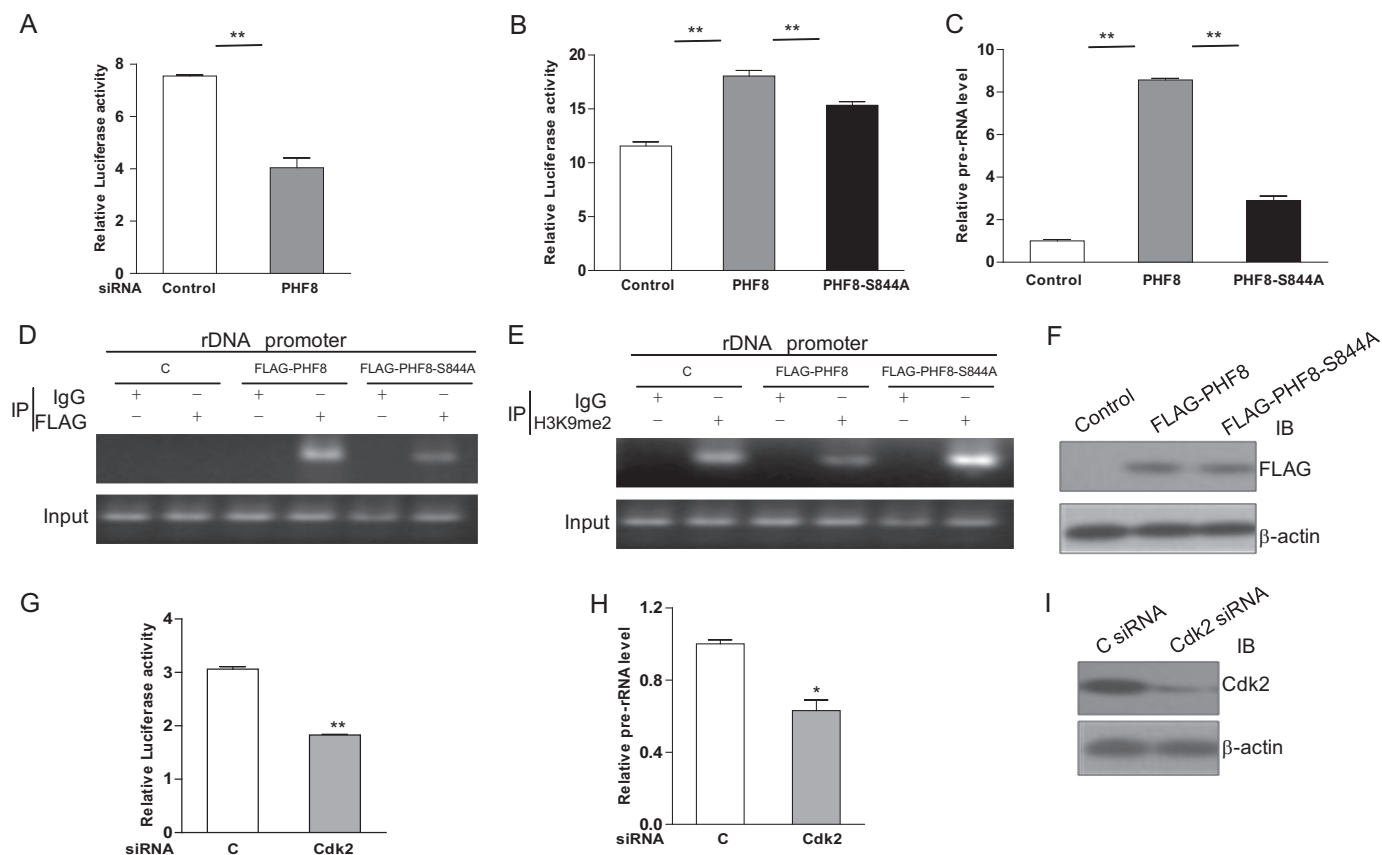 A
**
Relative Luciferase activity
8
6
4
2
0
siRNA Control PHF8
B
** **
Relative Luciferase activity
20
15
10
5
0
Control PHF8 PHF8-S844A
C
** **
Relative pre-rRNA level
10
8
6
4
2
0
Control PHF8 PHF8-S844A
D
rDNA promoter
C FLAG-PHF8 FLAG-PHF8-S844A
IP
IgG + − + − + −
FLAG − + − + − +
Input
E
rDNA promoter
C FLAG-PHF8 FLAG-PHF8-S844A
IP
IgG + − + − + −
H3K9me2 − + − + − +
Input
F
Control FLAG-PHF8 FLAG-PHF8-S844A
IB
FLAG
β-actin
G
Relative Luciferase activity
4
3
2
1
0
**
siRNA C Cdk2
H
Relative pre-rRNA level
1.2
0.8
0.4
0.0
*
siRNA C Cdk2
I
C siRNA Cdk2 siRNA
IB
Cdk2
β-actin